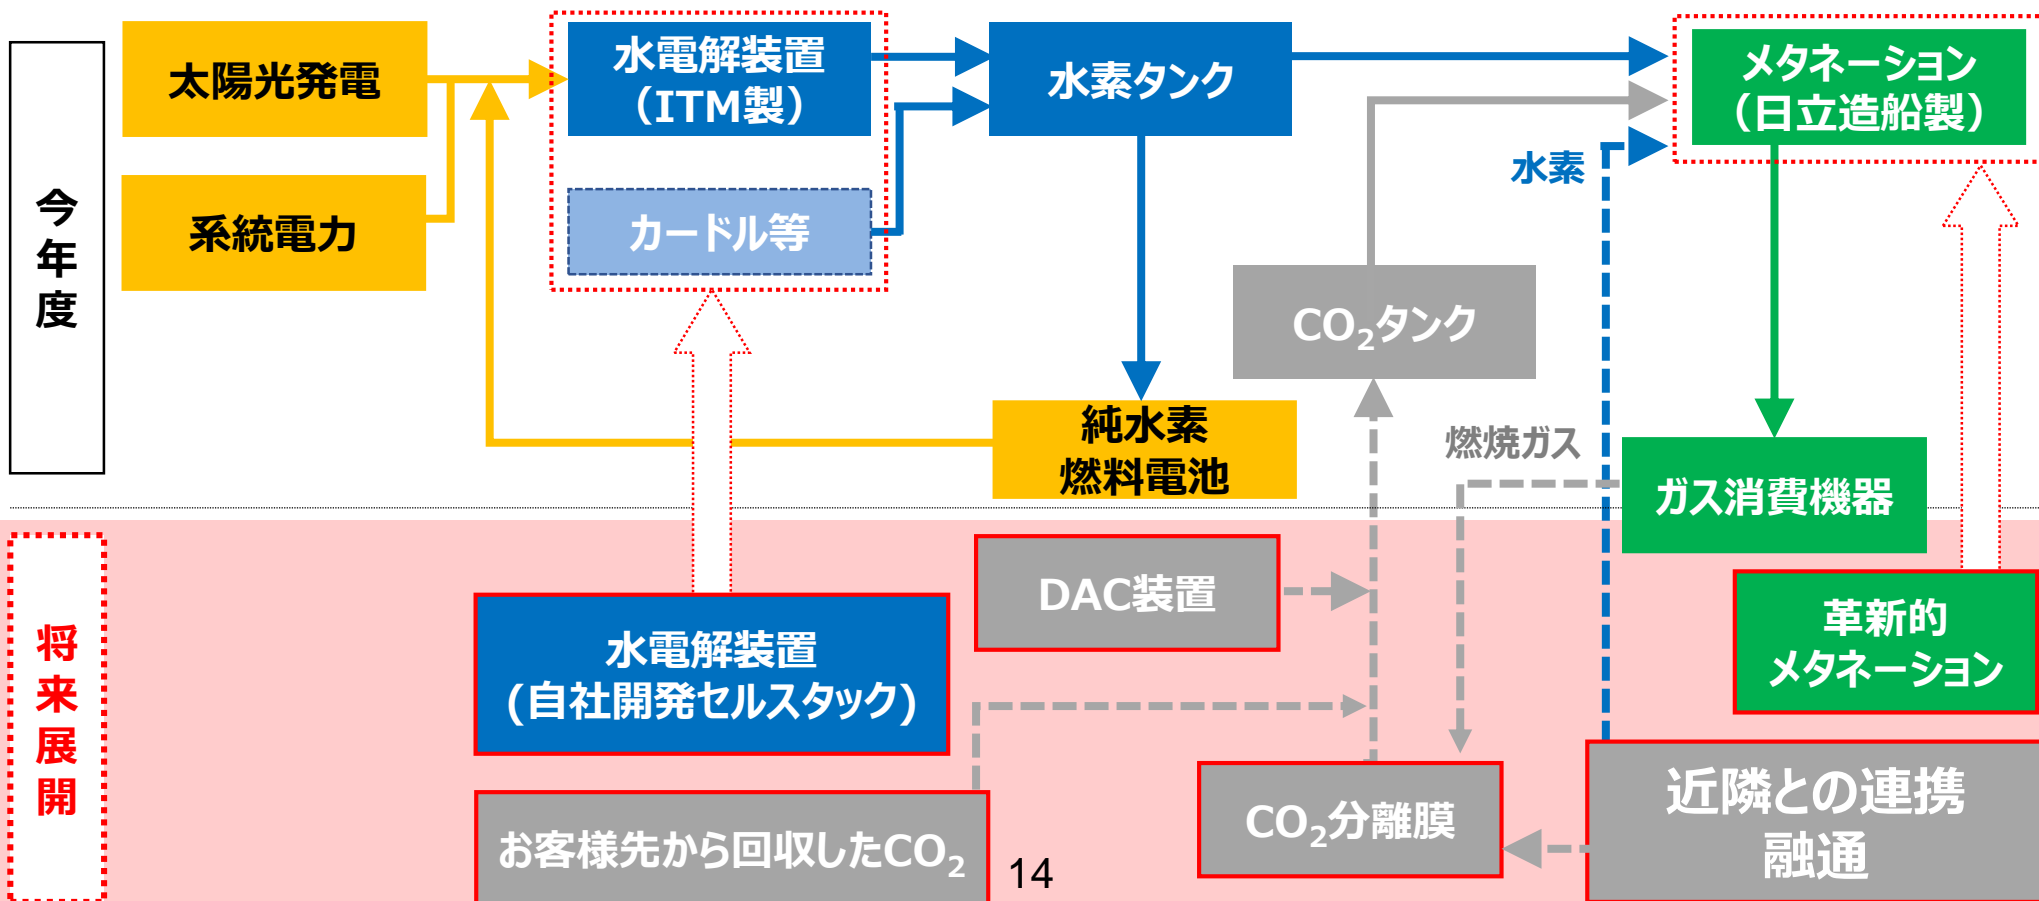 今年度
太陽光発電
系統電力
水電解装置
（ITM製）
カードル等
水素タンク
純水素
燃料電池
CO₂タンク
水素
メタネーション
（日立造船製）
燃焼ガス
ガス消費機器
将来展開
水電解装置
(自社開発セルスタック)
お客様先から回収したCO₂
DAC装置
CO₂分離膜
革新的
メタネーション
近隣との連携
融通
14